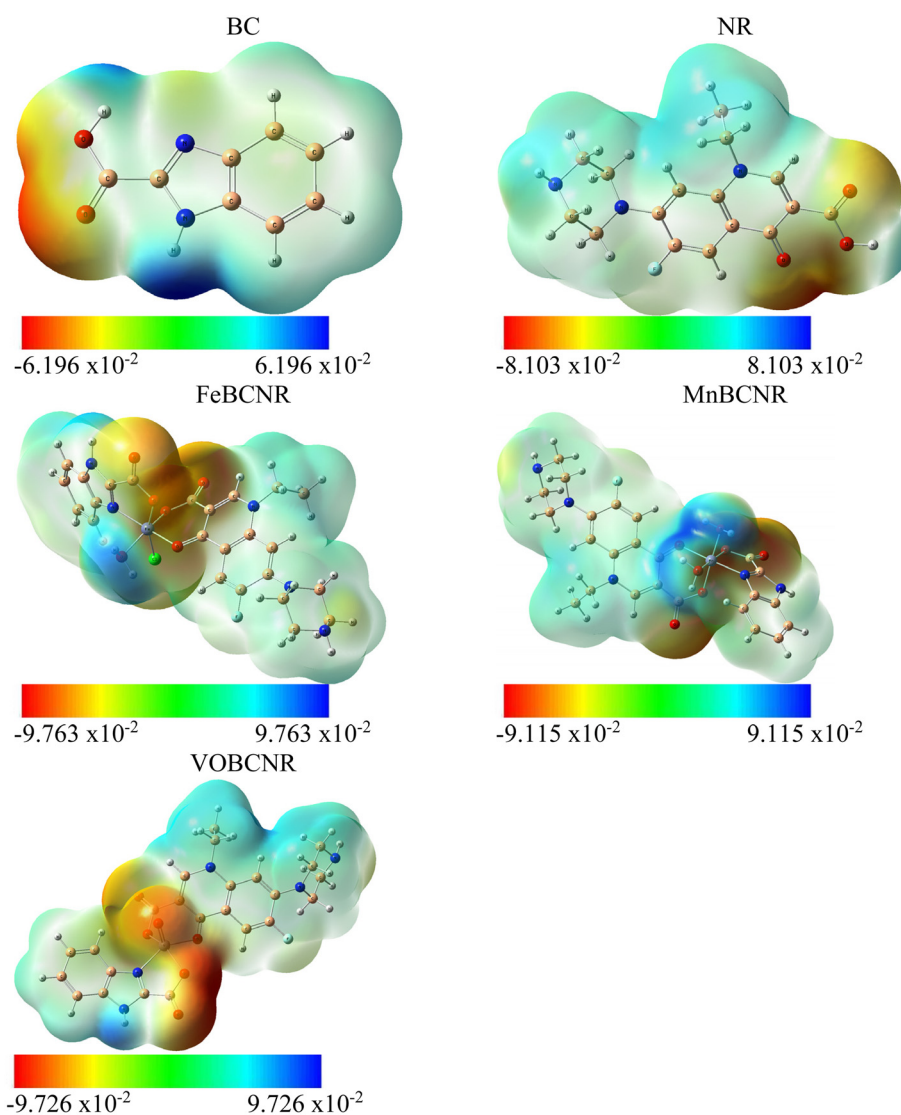 BC
NR
-6.196 x10⁻²
6.196 x10⁻²
-8.103 x10⁻²
8.103 x10⁻²
FeBCNR
MnBCNR
-9.763 x10⁻²
9.763 x10⁻²
-9.115 x10⁻²
9.115 x10⁻²
VOBCNR
-9.726 x10⁻²
9.726 x10⁻²